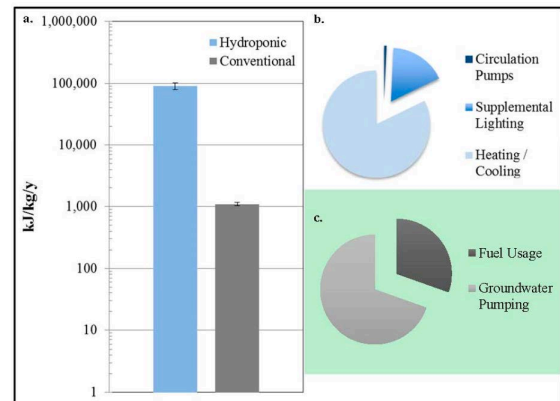 a.
1,000,000
100,000
10,000
1,000
100
10
1
kJ/kg/y
Hydroponic
Conventional
b.
Circulation
Pumps
Supplemental
Lighting
Heating /
Cooling
c.
Fuel Usage
Groundwater
Pumping